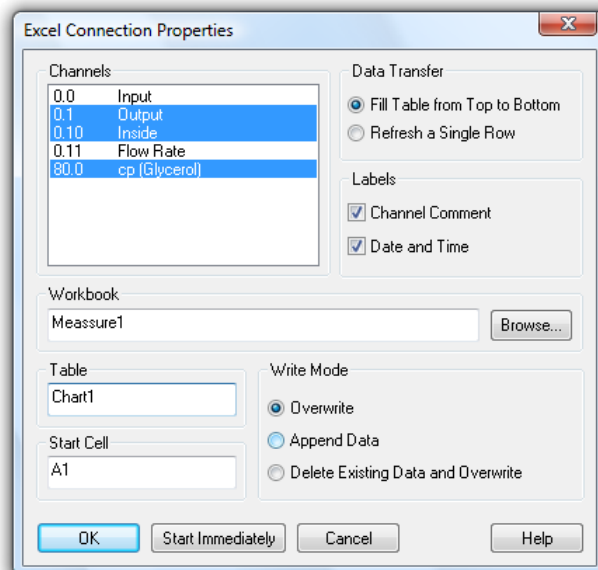 Excel Connection Properties
Channels
0.0 Input
0.1 Output
0.10 Inside
0.11 Flow Rate
80.0 cp (Glycerol)
Data Transfer
Fill Table from Top to Bottom
Refresh a Single Row
Labels
Channel Comment
Date and Time
Workbook
Meassure1
Browse...
Table
Chart1
Start Cell
A1
Write Mode
Overwrite
Append Data
Delete Existing Data and Overwrite
OK Start Immediately Cancel Help